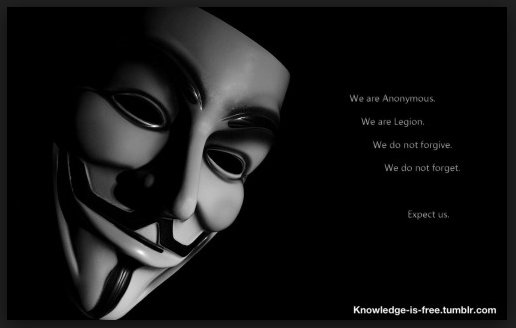 We are Anonymous.
We are Legion.
We do not forgive.
We do not forget.
Expect us.
Knowledge-is-free.tumblr.com